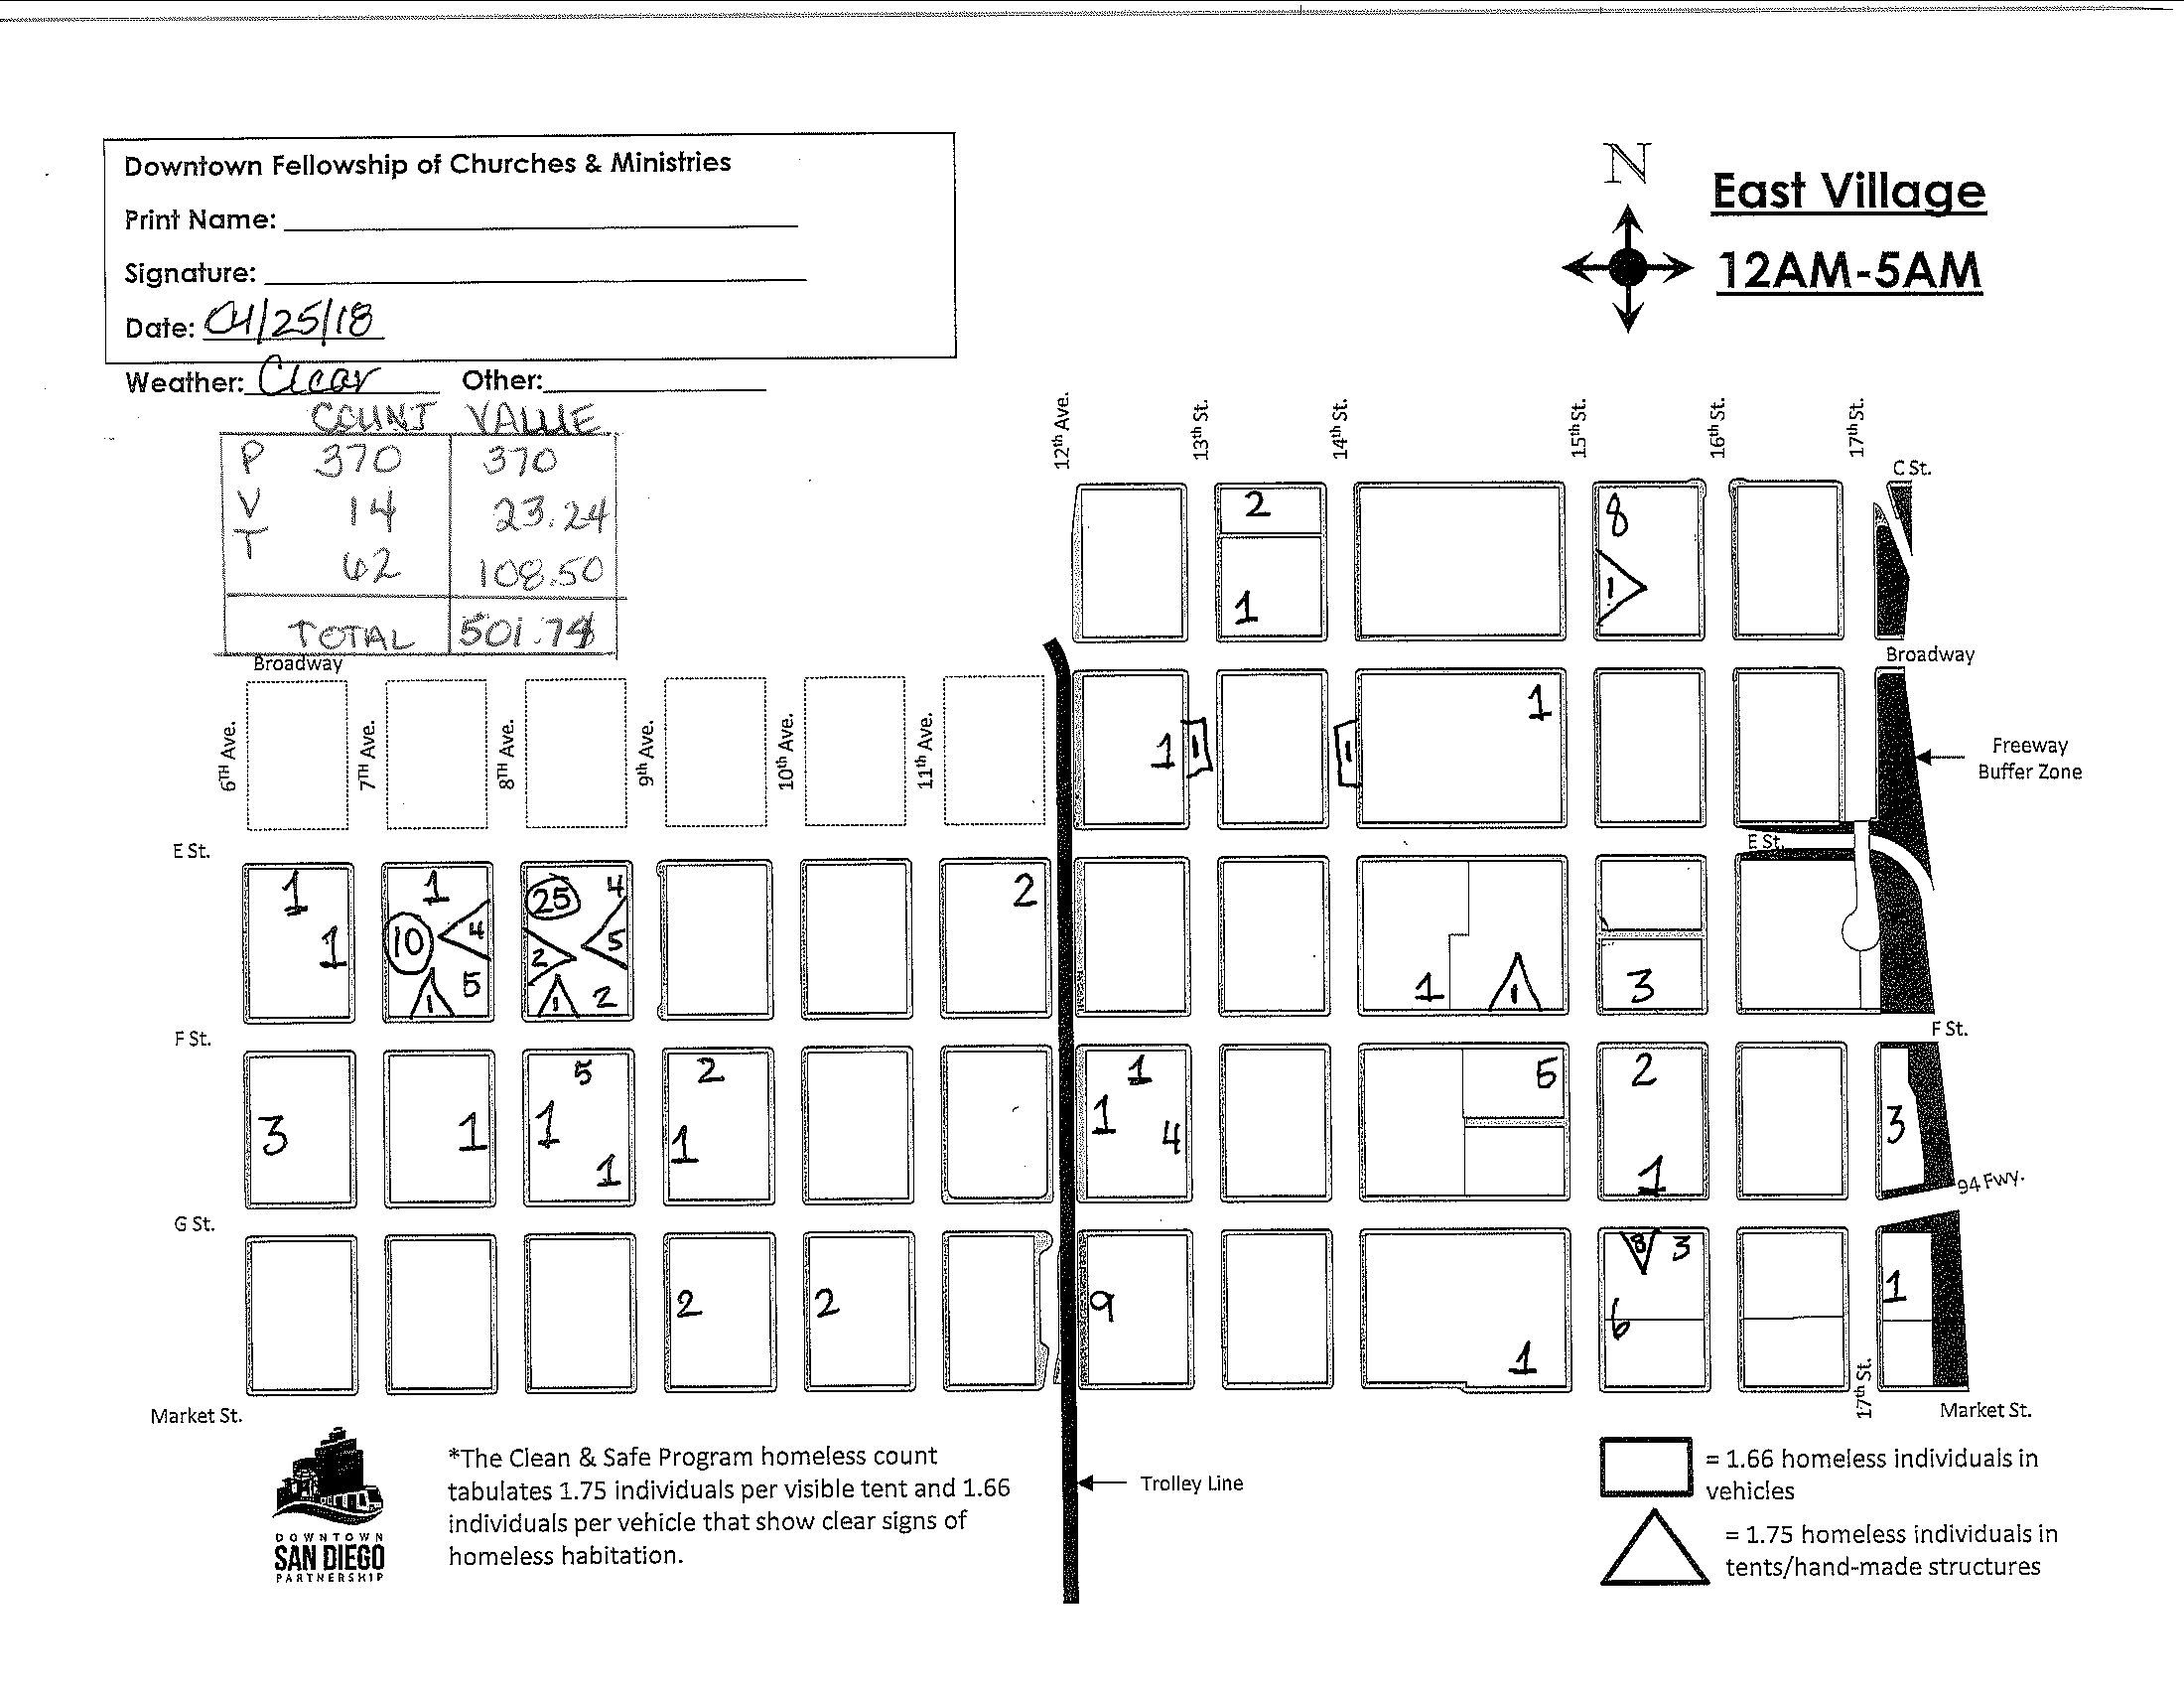 Downtown Fellowship of Churches & Ministries
Print Name:
Signature:
Date: 04/25/18
Weather: Clear Other:
COUNT VALUE
P 370 370
V 14 23.24
T 62 108.50
TOTAL 501.74
N
East Village
12AM-5AM
12th Ave. 13th St. 14th St. 15th St. 16th St. 17th St.
C St.
2 8
1 1
Broadway Broadway
6TH Ave. 7TH Ave. 8TH Ave. 9th Ave. 10th Ave. 11th Ave.
1
1 1 1
Freeway
Buffer Zone
E St. E St.
1 1 25 4 2
1 10 4 2 5
1 5 1 2 1 1 3
F St. F St.
5 2 1 5 2
3 1 1 1 1 4 3
1 1
94 Fwy.
G St.
8 3
2 2 9 6 1
1
17th St.
Market St. Market St.
DOWNTOWN
SAN DIEGO
PARTNERSHIP
*The Clean & Safe Program homeless count
tabulates 1.75 individuals per visible tent and 1.66
individuals per vehicle that show clear signs of
homeless habitation.
Trolley Line
= 1.66 homeless individuals in
vehicles
= 1.75 homeless individuals in
tents/hand-made structures